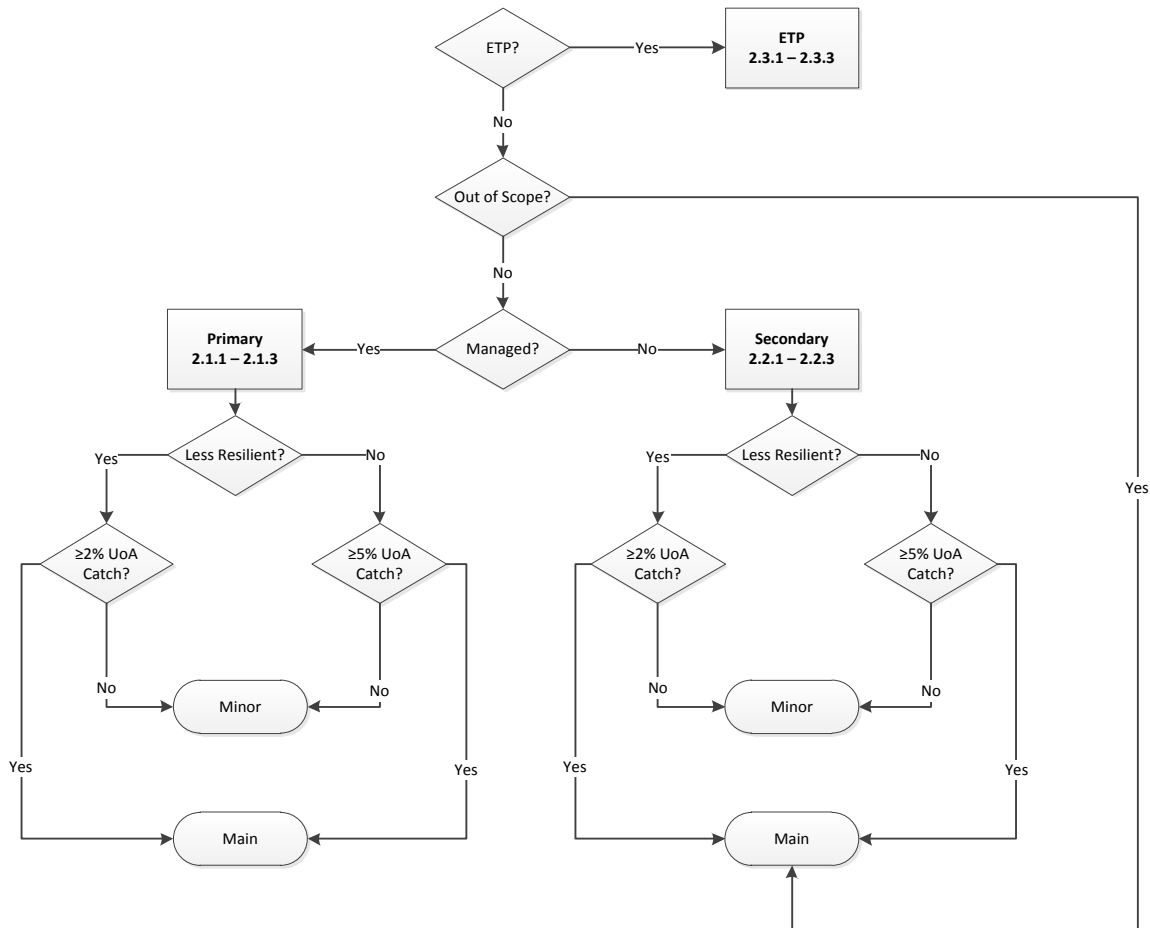 ETP?
Yes
ETP
2.3.1 – 2.3.3
No
Out of Scope?
No
Primary
2.1.1 – 2.1.3
Yes
Managed?
No
Secondary
2.2.1 – 2.2.3
Less Resilient?
Yes
No
Less Resilient?
Yes
No
Yes
≥2% UoA
Catch?
≥5% UoA
Catch?
≥2% UoA
Catch?
≥5% UoA
Catch?
No
Minor
No
No
Minor
No
Yes
Yes
Yes
Yes
Main
Main